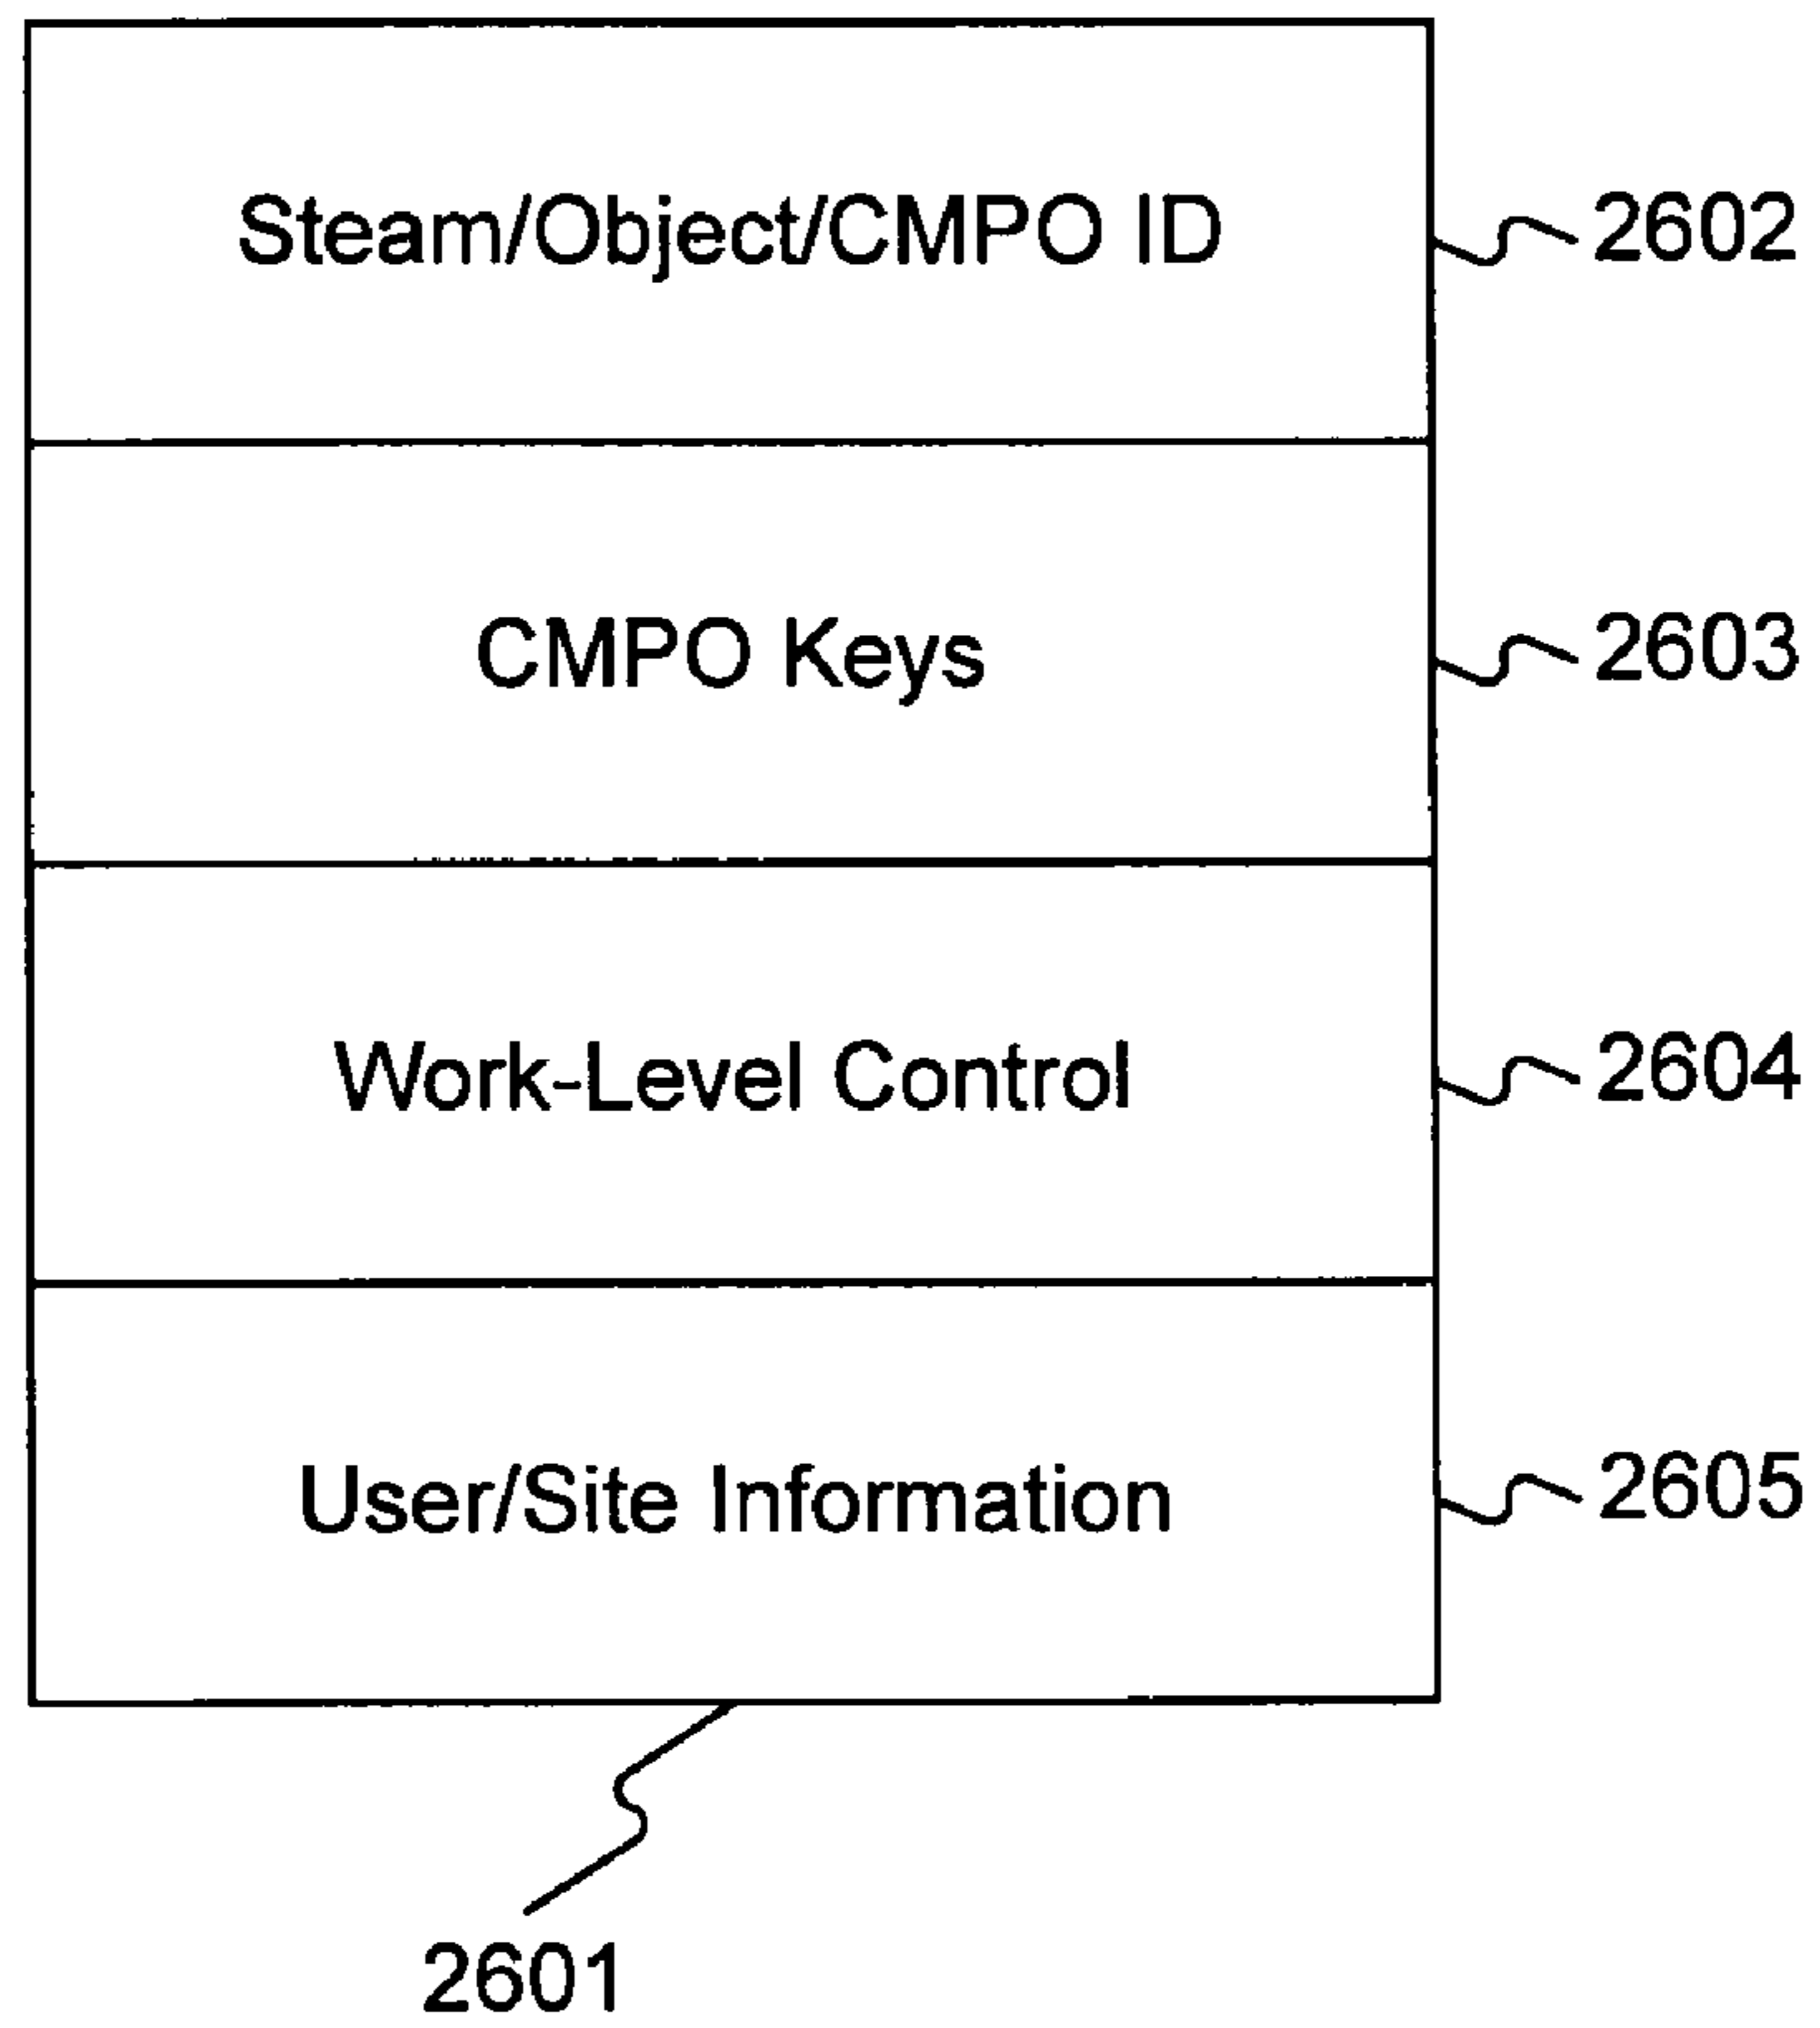 Steam/Object/CMPO ID 2602
CMPO Keys 2603
Work-Level Control 2604
User/Site Information 2605
2601